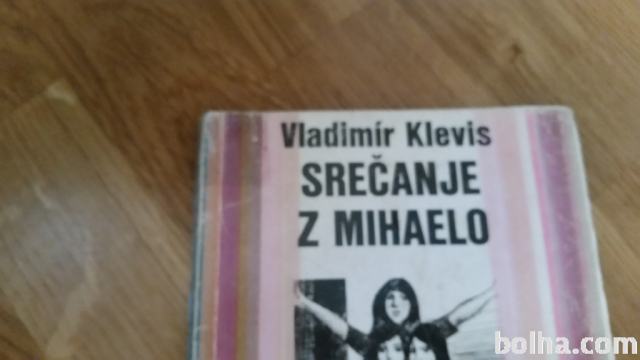 Vladimír Klevis
SREČANJE
Z MIHAELO
bolha.com